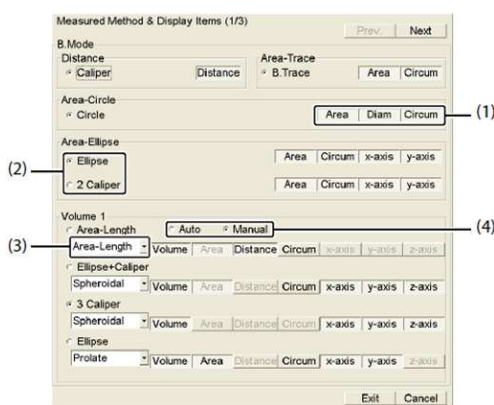 Measured Method & Display Items (1/3)
Prev. Next
B.Mode
Distance
Caliper Distance
Area-Trace
B.Trace Area Circum
Area-Circle
Circle Area Diam Circum
(1)
Area-Ellipse
(2)
Ellipse Area Circum x-axis y-axis
2 Caliper Area Circum x-axis y-axis
Volume 1
Area-Length Auto Manual
(4)
(3)
Area-Length Volume Area Distance Circum x-axis y-axis z-axis
Ellipse+Caliper
Spheroidal Volume Area Distance Circum x-axis y-axis z-axis
3 Caliper
Spheroidal Volume Area Distance Circum x-axis y-axis z-axis
Ellipse
Prolate Volume Area Distance Circum x-axis y-axis z-axis
Exit Cancel